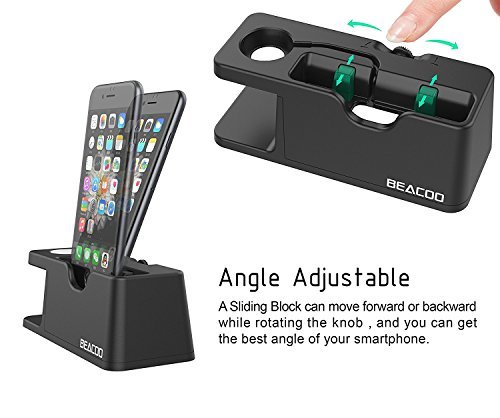 BEACOO
Angle Adjustable
A Sliding Block can move forward or backward
while rotating the knob , and you can get
the best angle of your smartphone.
BEACOO